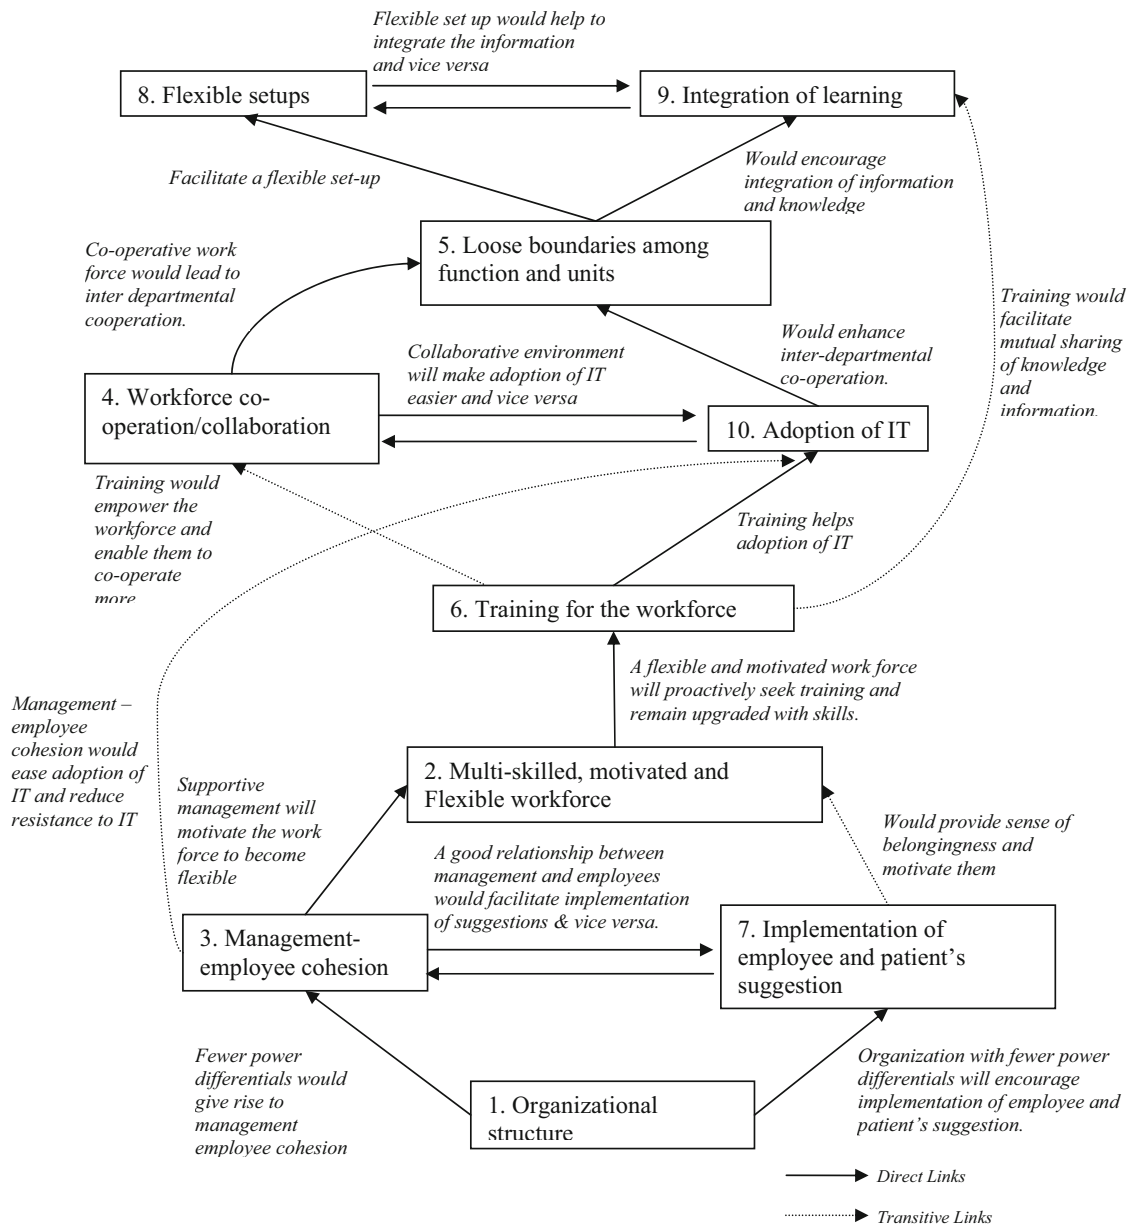 Flexible set up would help to
integrate the information
and vice versa
8. Flexible setups
9. Integration of learning
Facilitate a flexible set-up
Would encourage
integration of information
and knowledge
5. Loose boundaries among
function and units
Co-operative work
force would lead to
inter departmental
cooperation.
Training would
facilitate
mutual sharing
of knowledge
and
information.
Would enhance
inter-departmental
co-operation.
Collaborative environment
will make adoption of IT
easier and vice versa
4. Workforce co-
operation/collaboration
10. Adoption of IT
Training would
empower the
workforce and
enable them to
co-operate
more
Training helps
adoption of IT
6. Training for the workforce
A flexible and motivated work force
will proactively seek training and
remain upgraded with skills.
Management –
employee
cohesion would
ease adoption of
IT and reduce
resistance to IT
2. Multi-skilled, motivated and
Flexible workforce
Supportive
management will
motivate the work
force to become
flexible
Would provide sense of
belongingness and
motivate them
A good relationship between
management and employees
would facilitate implementation
of suggestions & vice versa.
3. Management-
employee cohesion
7. Implementation of
employee and patient's
suggestion
Fewer power
differentials would
give rise to
management
employee cohesion
Organization with fewer power
differentials will encourage
implementation of employee and
patient's suggestion.
1. Organizational
structure
Direct Links
Transitive Links